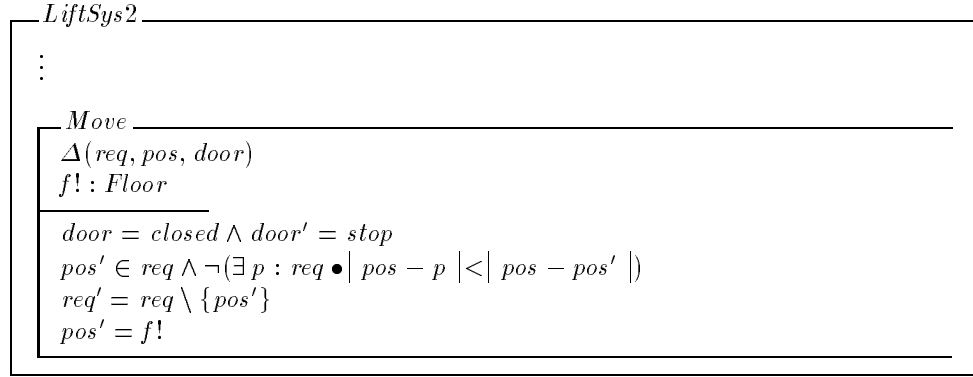 LiftSys2
⋮
Move
Δ(req, pos, door)
f! : Floor
door = closed ∧ door′ = stop
pos′ ∈ req ∧ ¬(∃ p : req • | pos − p | < | pos − pos′ |)
req′ = req \ {pos′}
pos′ = f!